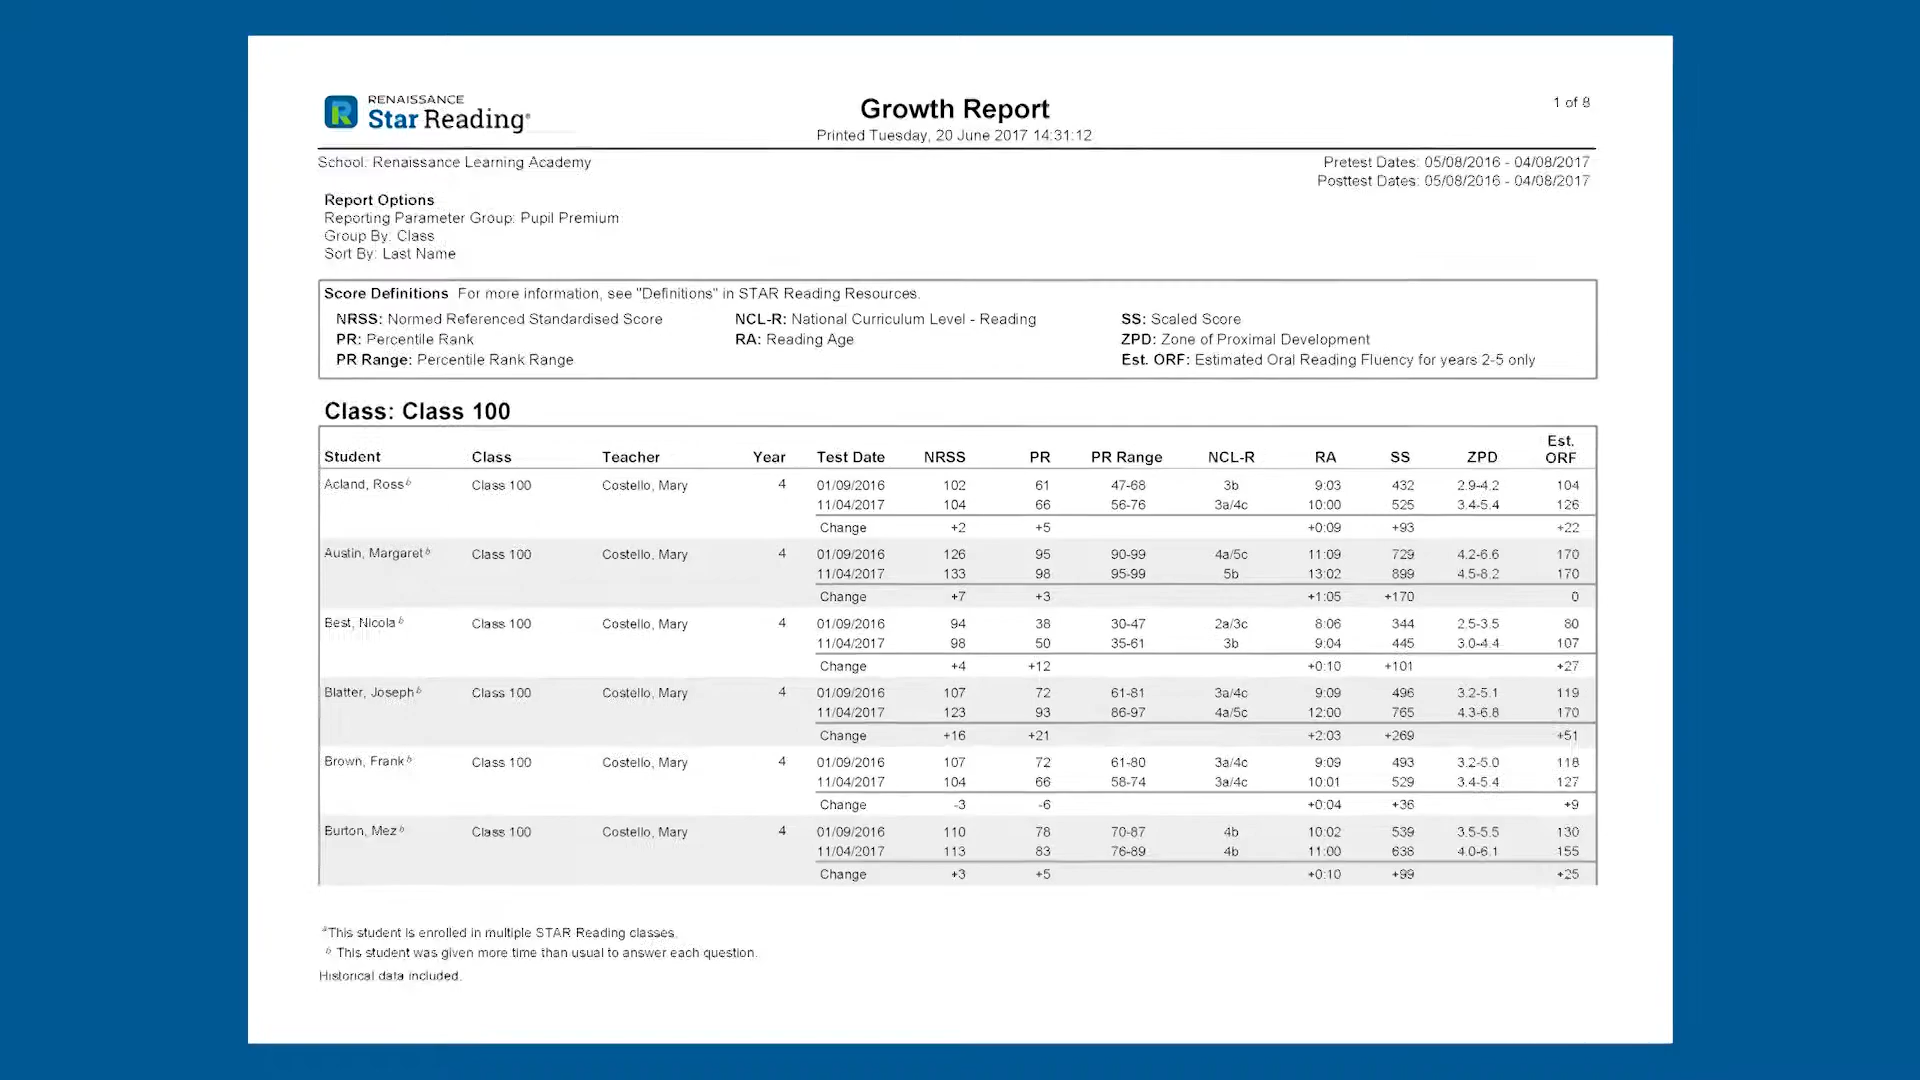 RENAISSANCE
Star Reading
Growth Report
1 of 8
Printed Tuesday, 20 June 2017 14:31:12
School: Renaissance Learning Academy
Pretest Dates: 05/08/2016 - 04/08/2017
Posttest Dates: 05/08/2016 - 04/08/2017
Report Options
Reporting Parameter Group: Pupil Premium
Group By: Class
Sort By: Last Name
Score Definitions For more information, see "Definitions" in STAR Reading Resources.
NRSS: Normed Referenced Standardised Score NCL-R: National Curriculum Level - Reading SS: Scaled Score
PR: Percentile Rank RA: Reading Age ZPD: Zone of Proximal Development
PR Range: Percentile Rank Range Est. ORF: Estimated Oral Reading Fluency for years 2-5 only
Class: Class 100
Student Class Teacher Year Test Date NRSS PR PR Range NCL-R RA SS ZPD Est. ORF
Acland, Ross b Class 100 Costello, Mary 4 01/09/2016 102 61 47-68 3b 9:03 432 2.9-4.2 104
11/04/2017 104 66 56-76 3a/4c 10:00 525 3.4-5.4 126
Change +2 +5 +0:09 +93 +22
Austin, Margaret b Class 100 Costello, Mary 4 01/09/2016 126 95 90-99 4a/5c 11:09 729 4.2-6.6 170
11/04/2017 133 98 95-99 5b 13:02 899 4.5-8.2 170
Change +7 +3 +1:05 +170 0
Best, Nicola b Class 100 Costello, Mary 4 01/09/2016 94 38 30-47 2a/3c 8:06 344 2.5-3.5 80
11/04/2017 98 50 35-61 3b 9:04 445 3.0-4.4 107
Change +4 +12 +0:10 +101 +27
Blatter, Joseph b Class 100 Costello, Mary 4 01/09/2016 107 72 61-81 3a/4c 9:09 496 3.2-5.1 119
11/04/2017 123 93 86-97 4a/5c 12:00 765 4.3-6.8 170
Change +16 +21 +2:03 +269 +51
Brown, Frank b Class 100 Costello, Mary 4 01/09/2016 107 72 61-80 3a/4c 9:09 493 3.2-5.0 118
11/04/2017 104 66 58-74 3a/4c 10:01 529 3.4-5.4 127
Change -3 -6 +0:04 +36 +9
Burton, Mez b Class 100 Costello, Mary 4 01/09/2016 110 78 70-87 4b 10:02 539 3.5-5.5 130
11/04/2017 113 83 76-89 4b 11:00 638 4.0-6.1 155
Change +3 +5 +0:10 +99 +25
a This student is enrolled in multiple STAR Reading classes.
b This student was given more time than usual to answer each question.
Historical data included.